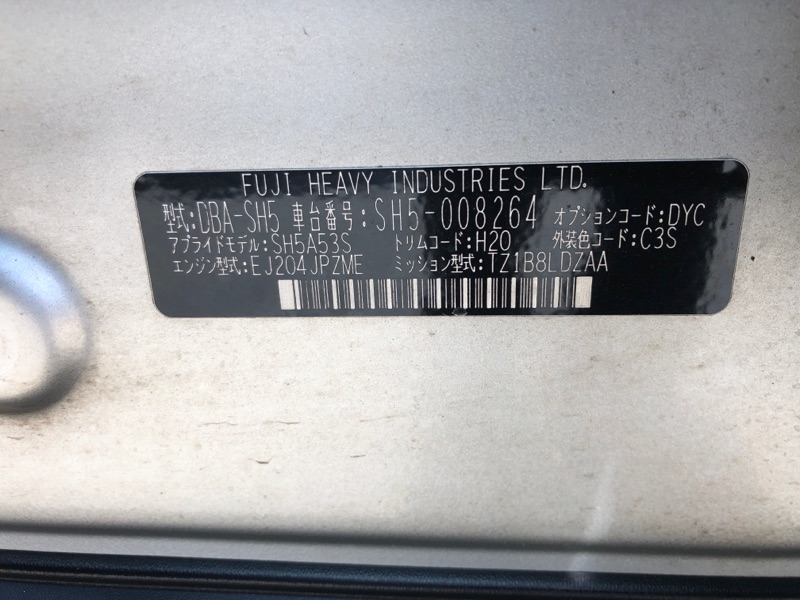 FUJI HEAVY INDUSTRIES LTD.
型式:DBA-SH5 車台番号:SH5-008264 オプションコード:DYC
アプライドモデル:SH5A53S トリムコード:H20 外装色コード:C3S
エンジン型式:EJ204JPZME ミッション型式:TZ1B8LDZAA